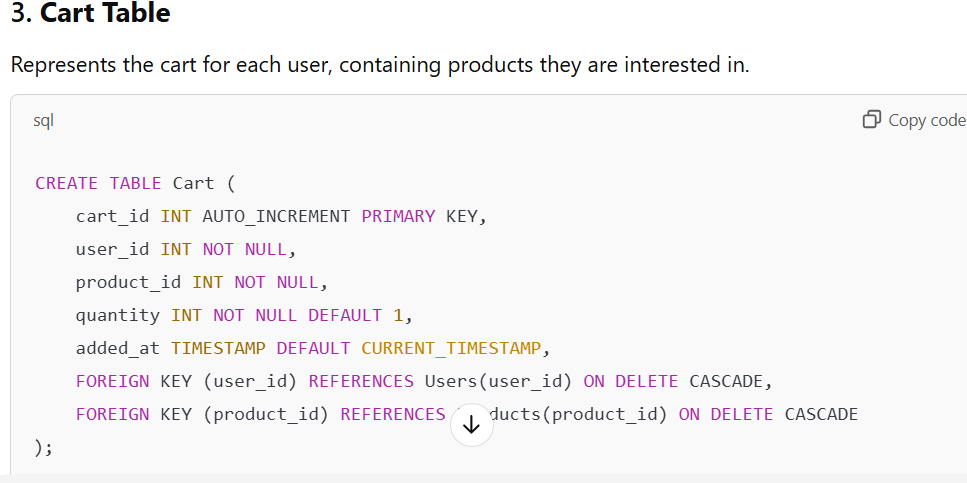 3. Cart Table
Represents the cart for each user, containing products they are interested in.
sql
Copy code
CREATE TABLE Cart (
cart_id INT AUTO_INCREMENT PRIMARY KEY,
user_id INT NOT NULL,
product_id INT NOT NULL,
quantity INT NOT NULL DEFAULT 1,
added_at TIMESTAMP DEFAULT CURRENT_TIMESTAMP,
FOREIGN KEY (user_id) REFERENCES Users(user_id) ON DELETE CASCADE,
FOREIGN KEY (product_id) REFERENCES ducts(product_id) ON DELETE CASCADE
);